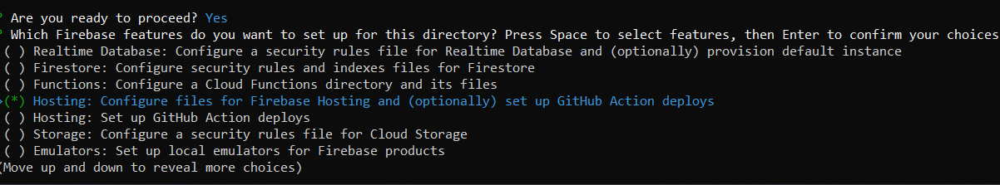 ? Are you ready to proceed? Yes
? Which Firebase features do you want to set up for this directory? Press Space to select features, then Enter to confirm your choices
( ) Realtime Database: Configure a security rules file for Realtime Database and (optionally) provision default instance
( ) Firestore: Configure security rules and indexes files for Firestore
( ) Functions: Configure a Cloud Functions directory and its files
>(*) Hosting: Configure files for Firebase Hosting and (optionally) set up GitHub Action deploys
( ) Hosting: Set up GitHub Action deploys
( ) Storage: Configure a security rules file for Cloud Storage
( ) Emulators: Set up local emulators for Firebase products
(Move up and down to reveal more choices)